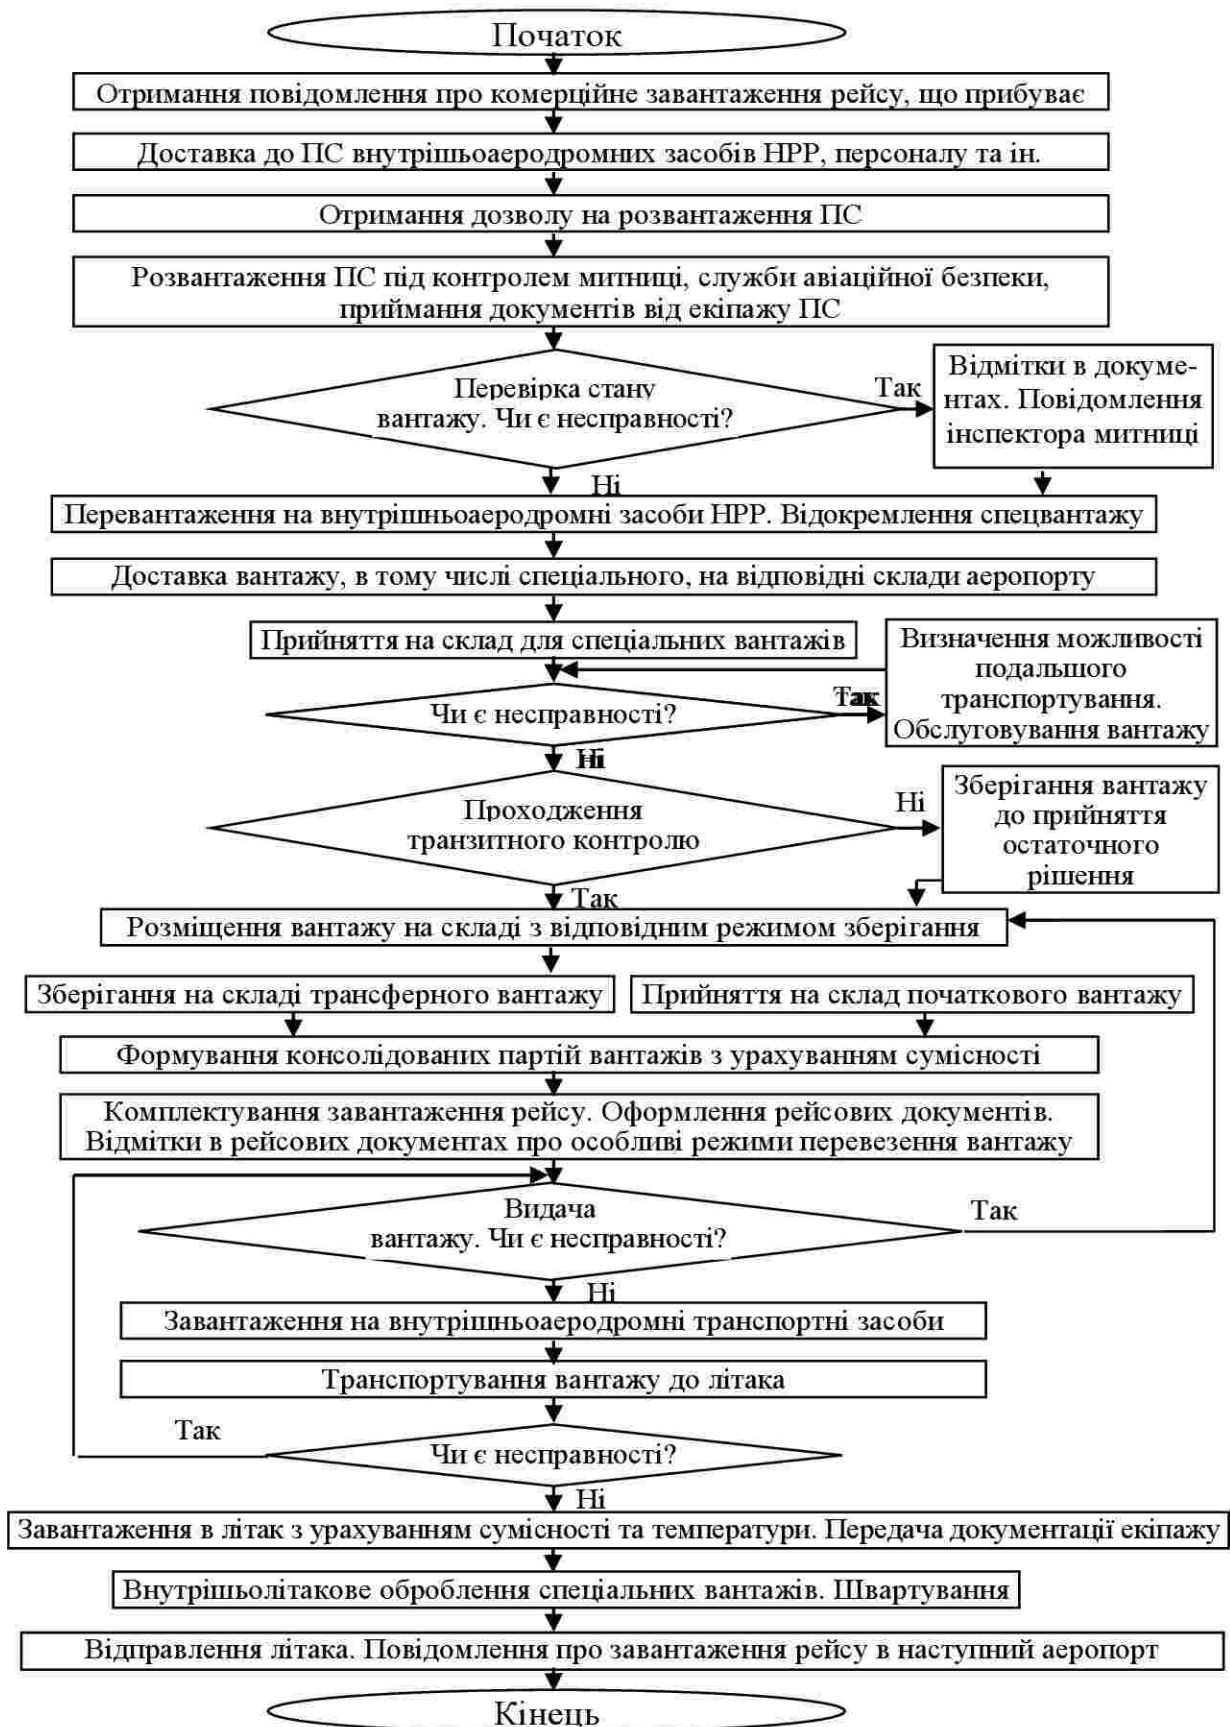 Початок
Отримання повідомлення про комерційне завантаження рейсу, що прибуває
Доставка до ПС внутрішьоаеродромних засобів НРР, персоналу та ін.
Отримання дозволу на розвантаження ПС
Розвантаження ПС під контролем митниці, служби авіаційної безпеки,
приймання документів від екіпажу ПС
Перевірка стану
вантажу. Чи є несправності?
Так
Відмітки в докуме-
нтах. Повідомлення
інспектора митниці
Ні
Перевантаження на внутрішньоаеродромні засоби НРР. Відокремлення спецвантажу
Доставка вантажу, в тому числі спеціального, на відповідні склади аеропорту
Прийняття на склад для спеціальних вантажів
Чи є несправності?
Так
Визначення можливості
подальшого
транспортування.
Обслуговування вантажу
Ні
Проходження
транзитного контролю
Ні
Зберігання вантажу
до прийняття
остаточного
рішення
Так
Розміщення вантажу на складі з відповідним режимом зберігання
Зберігання на складі трансферного вантажу
Прийняття на склад початкового вантажу
Формування консолідованих партій вантажів з урахуванням сумісності
Комплектування завантаження рейсу. Оформлення рейсових документів.
Відмітки в рейсових документах про особливі режими перевезення вантажу
Видача
вантажу. Чи є несправності?
Так
Ні
Завантаження на внутрішньоаеродромні транспортні засоби
Транспортування вантажу до літака
Так
Чи є несправності?
Ні
Завантаження в літак з урахуванням сумісності та температури. Передача документації екіпажу
Внутрішьолітакове оброблення спеціальних вантажів. Швартування
Відправлення літака. Повідомлення про завантаження рейсу в наступний аеропорт
Кінець